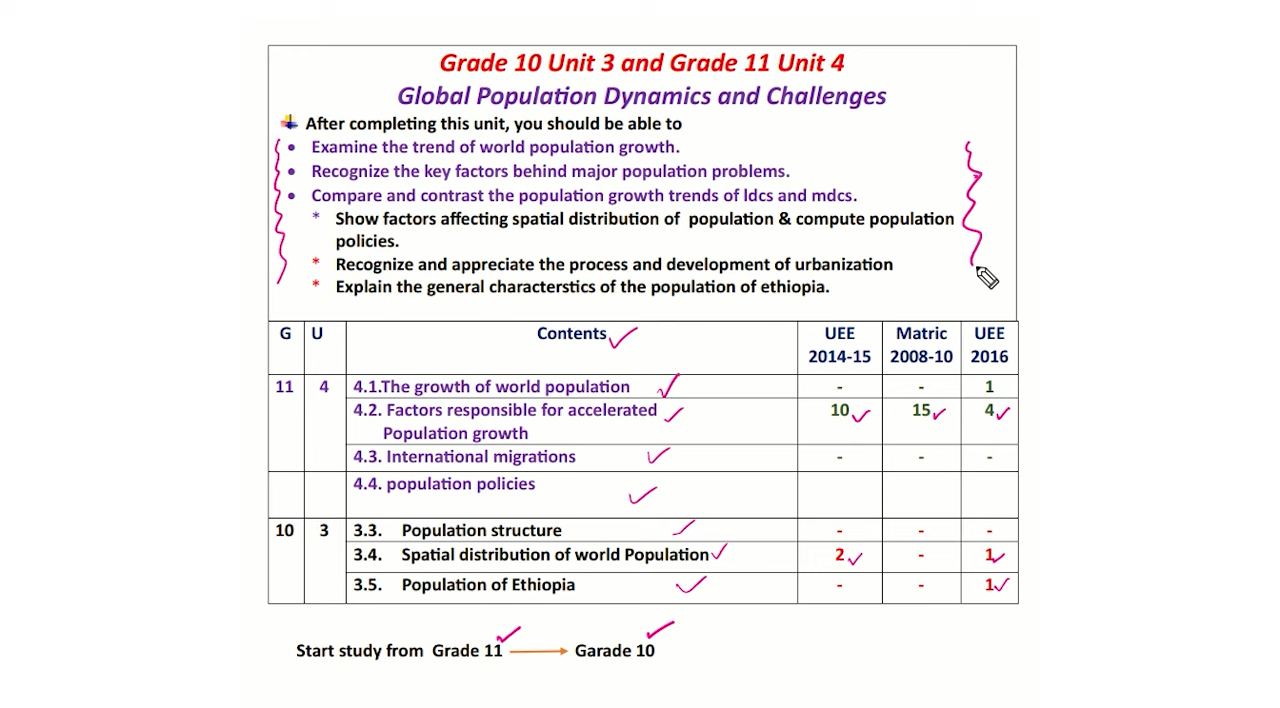 Grade 10 Unit 3 and Grade 11 Unit 4
Global Population Dynamics and Challenges
After completing this unit, you should be able to
• Examine the trend of world population growth.
• Recognize the key factors behind major population problems.
• Compare and contrast the population growth trends of ldcs and mdcs.
* Show factors affecting spatial distribution of population & compute population
policies.
* Recognize and appreciate the process and development of urbanization
* Explain the general characterstics of the population of ethiopia.
G U Contents UEE Matric UEE
2014-15 2008-10 2016
11 4 4.1.The growth of world population - - 1
4.2. Factors responsible for accelerated 10 15 4
Population growth
4.3. International migrations - - -
4.4. population policies
10 3 3.3. Population structure - - -
3.4. Spatial distribution of world Population 2 - 1
3.5. Population of Ethiopia - - 1
Start study from Grade 11 Garade 10